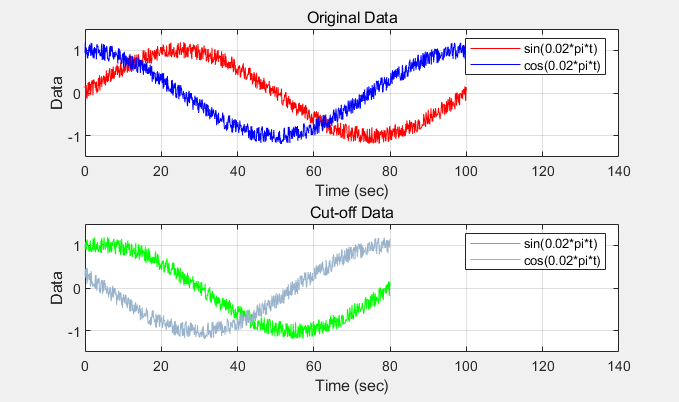 Original Data
1
0
-1
Data
sin(0.02*pi*t)
cos(0.02*pi*t)
0 20 40 60 80 100 120 140
Time (sec)
Cut-off Data
1
0
-1
Data
sin(0.02*pi*t)
cos(0.02*pi*t)
0 20 40 60 80 100 120 140
Time (sec)